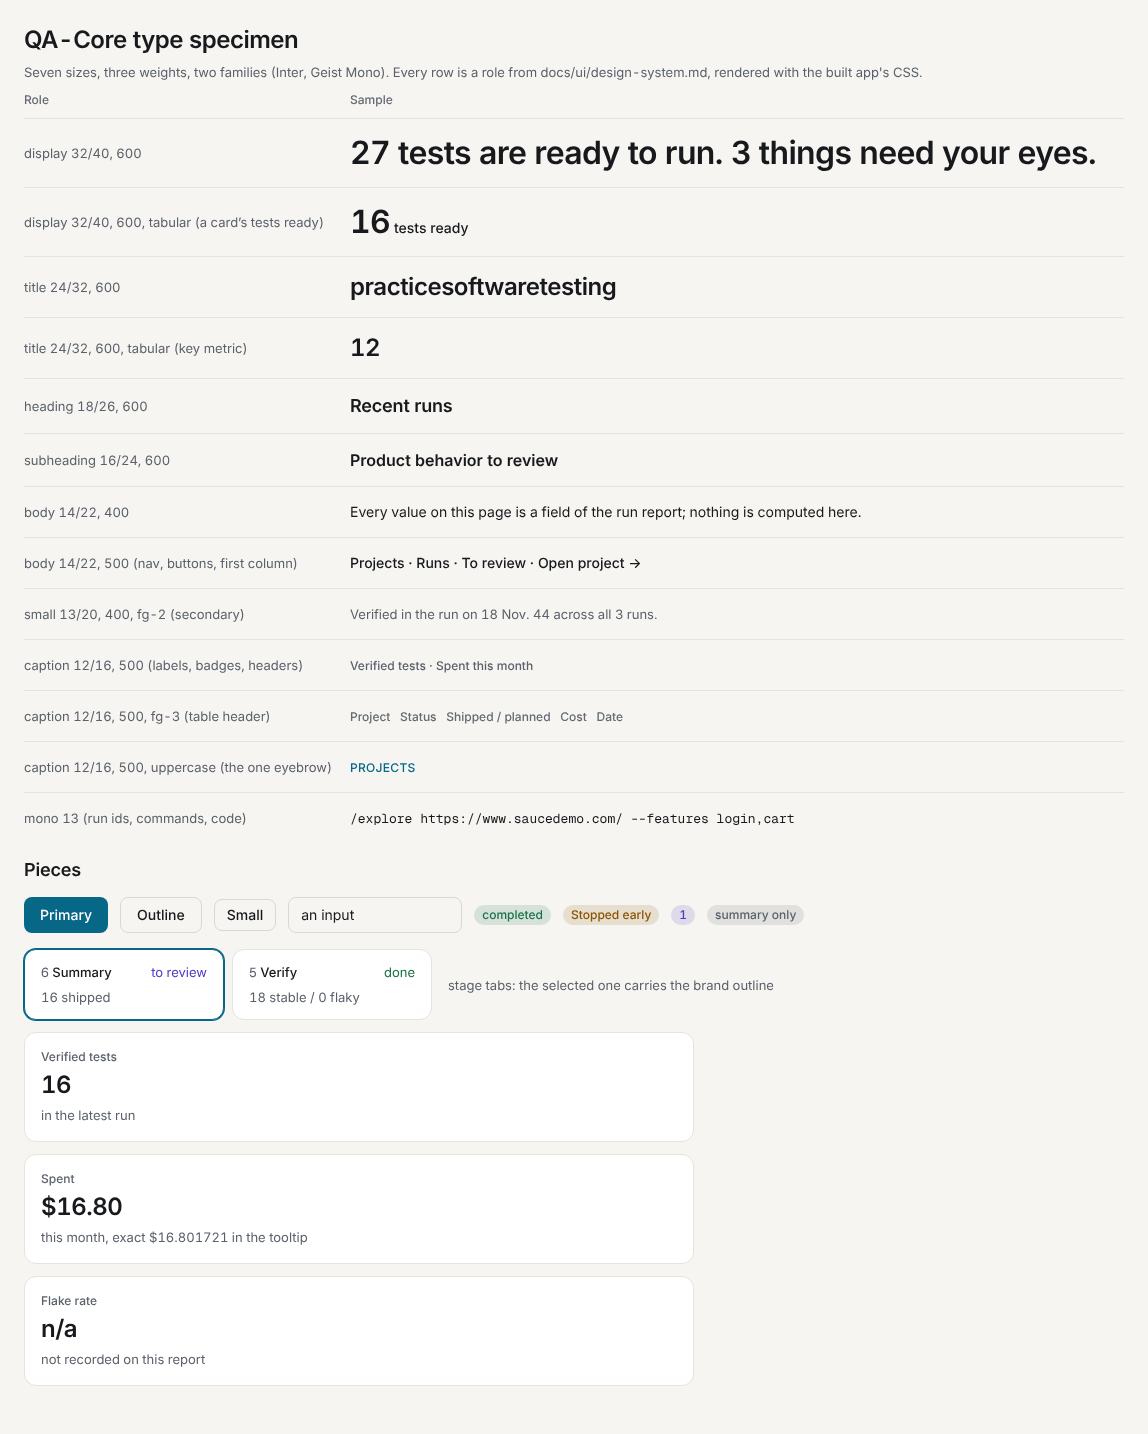 QA-Core type specimen
Seven sizes, three weights, two families (Inter, Geist Mono). Every row is a role from docs/ui/design-system.md, rendered with the built app's CSS.
Role Sample
display 32/40, 600 27 tests are ready to run. 3 things need your eyes.
display 32/40, 600, tabular (a card's tests ready) 16 tests ready
title 24/32, 600 practicesoftwaretesting
title 24/32, 600, tabular (key metric) 12
heading 18/26, 600 Recent runs
subheading 16/24, 600 Product behavior to review
body 14/22, 400 Every value on this page is a field of the run report; nothing is computed here.
body 14/22, 500 (nav, buttons, first column) Projects · Runs · To review · Open project →
small 13/20, 400, fg-2 (secondary) Verified in the run on 18 Nov. 44 across all 3 runs.
caption 12/16, 500 (labels, badges, headers) Verified tests · Spent this month
caption 12/16, 500, fg-3 (table header) Project Status Shipped / planned Cost Date
caption 12/16, 500, uppercase (the one eyebrow) PROJECTS
mono 13 (run ids, commands, code) /explore https://www.saucedemo.com/ --features login,cart
Pieces
Primary Outline Small an input completed Stopped early 1 summary only
6 Summary to review
16 shipped
5 Verify done
18 stable / 0 flaky
stage tabs: the selected one carries the brand outline
Verified tests
16
in the latest run
Spent
$16.80
this month, exact $16.801721 in the tooltip
Flake rate
n/a
not recorded on this report